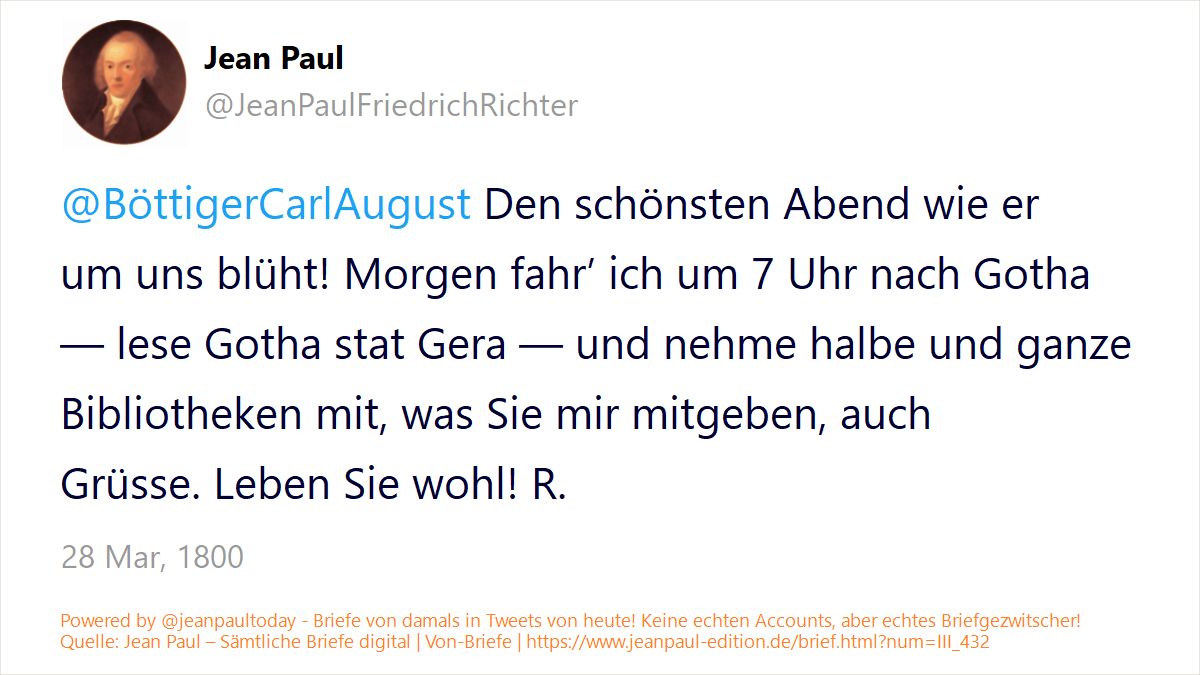 Jean Paul
@JeanPaulFriedrichRichter
@BöttigerCarlAugust Den schönsten Abend wie er
um uns blüht! Morgen fahr’ ich um 7 Uhr nach Gotha
— lese Gotha stat Gera — und nehme halbe und ganze
Bibliotheken mit, was Sie mir mitgeben, auch
Grüsse. Leben Sie wohl! R.
28 Mar, 1800
Powered by @jeanpaultoday - Briefe von damals in Tweets von heute! Keine echten Accounts, aber echtes Briefgezwitscher!
Quelle: Jean Paul – Sämtliche Briefe digital | Von-Briefe | https://www.jeanpaul-edition.de/brief.html?num=III_432